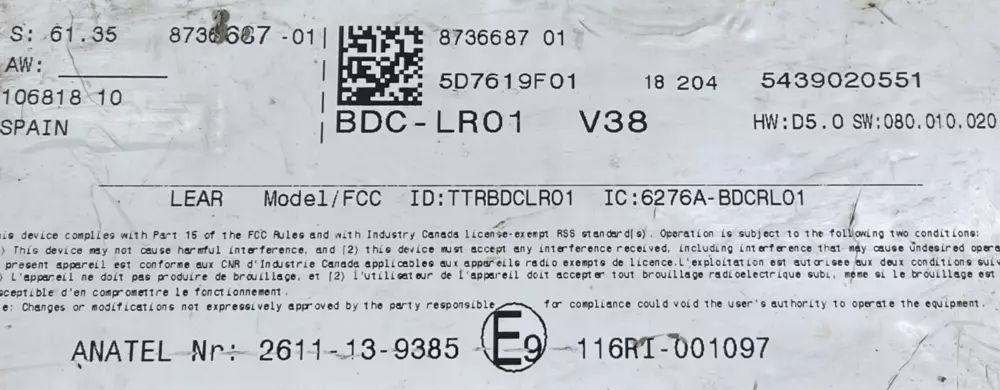 S: 61.35 8736687 -01| 8736687 01
AW: ________ 5D7619F01 18 204 5439020551
106818 10
SPAIN BDC-LR01 V38 HW:D5.0 SW:080.010.020
LEAR Model/FCC ID:TTRBDCLR01 IC:6276A-BDCRL01
is device complies with Part 15 of the FCC Rules and with Industry Canada license-exempt RSS standard(s). Operation is subject to the following two conditions:
) This device may not cause harmful interference, and (2) this device must accept any interference received, including interference that may cause undesired opera
present appareil est conforme aux CNR d'Industrie Canada applicables aux appareils radio exempts de licence.L'exploitation est autorisee aux deux conditions suiv
) l'appareil ne doit pas produire de brouillage, et (2) l'utilisateur de l'appareil doit accepter tout brouillage radioelectrique subi, même si le brouillage est
sceptible d'en compromettre le fonctionnement.
e: Changes or modifications not expressively approved by the party responsible for compliance could void the user's authority to operate the equipment.
ANATEL Nr: 2611-13-9385 E9 116RI-001097